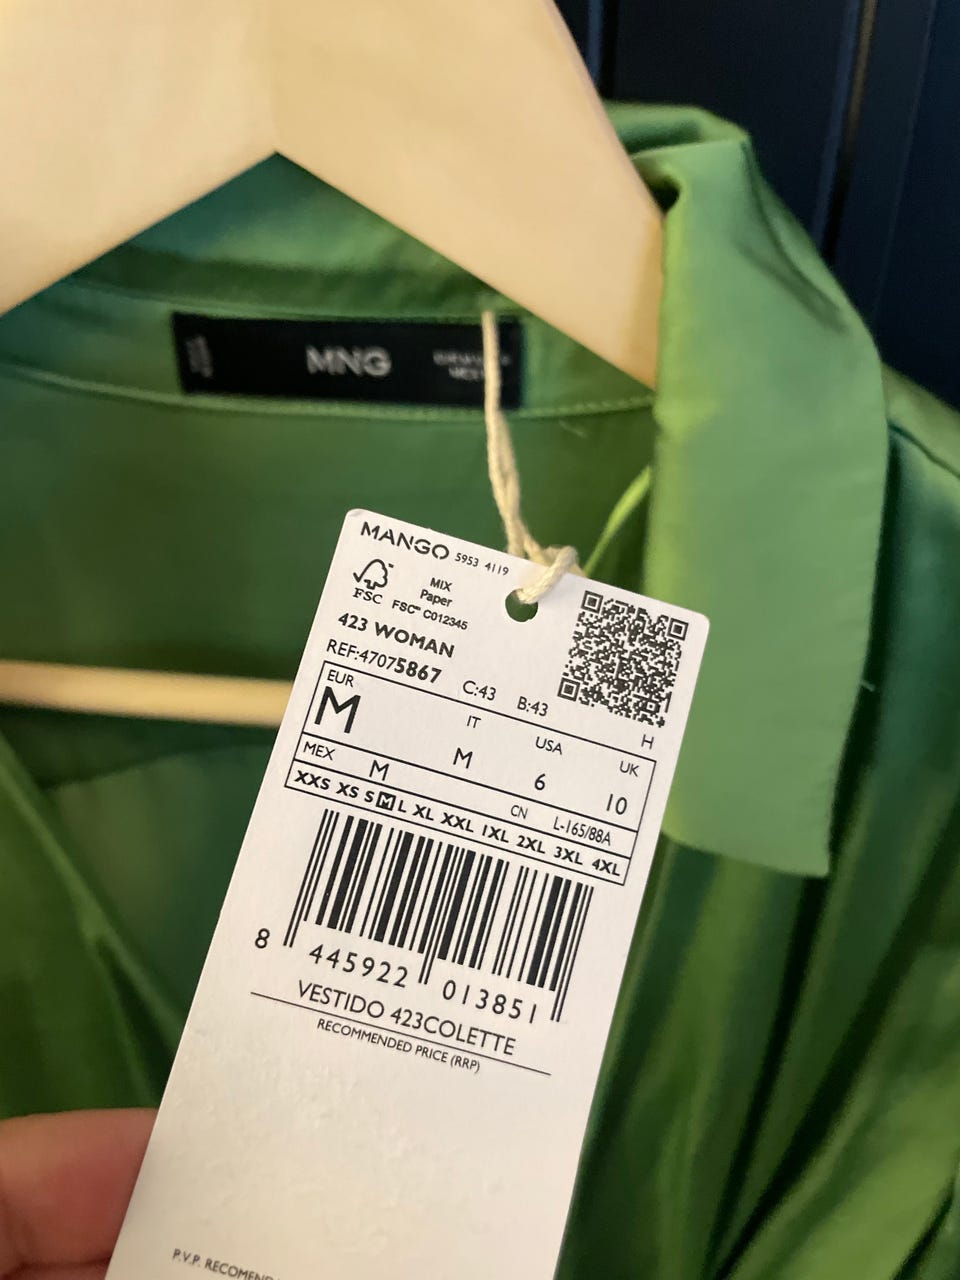 MNG
MANGO 5953 4119
FSC
MIX
Paper
FSC™ C012345
423 WOMAN
REF:47075867 C:43 B:43
H
EUR IT USA UK
M M 6 10
MEX M CN L-165/88A
XXS XS S M L XL XXL 1XL 2XL 3XL 4XL
8 445922 013851
VESTIDO 423COLETTE
RECOMMENDED PRICE (RRP)
P.V.P.